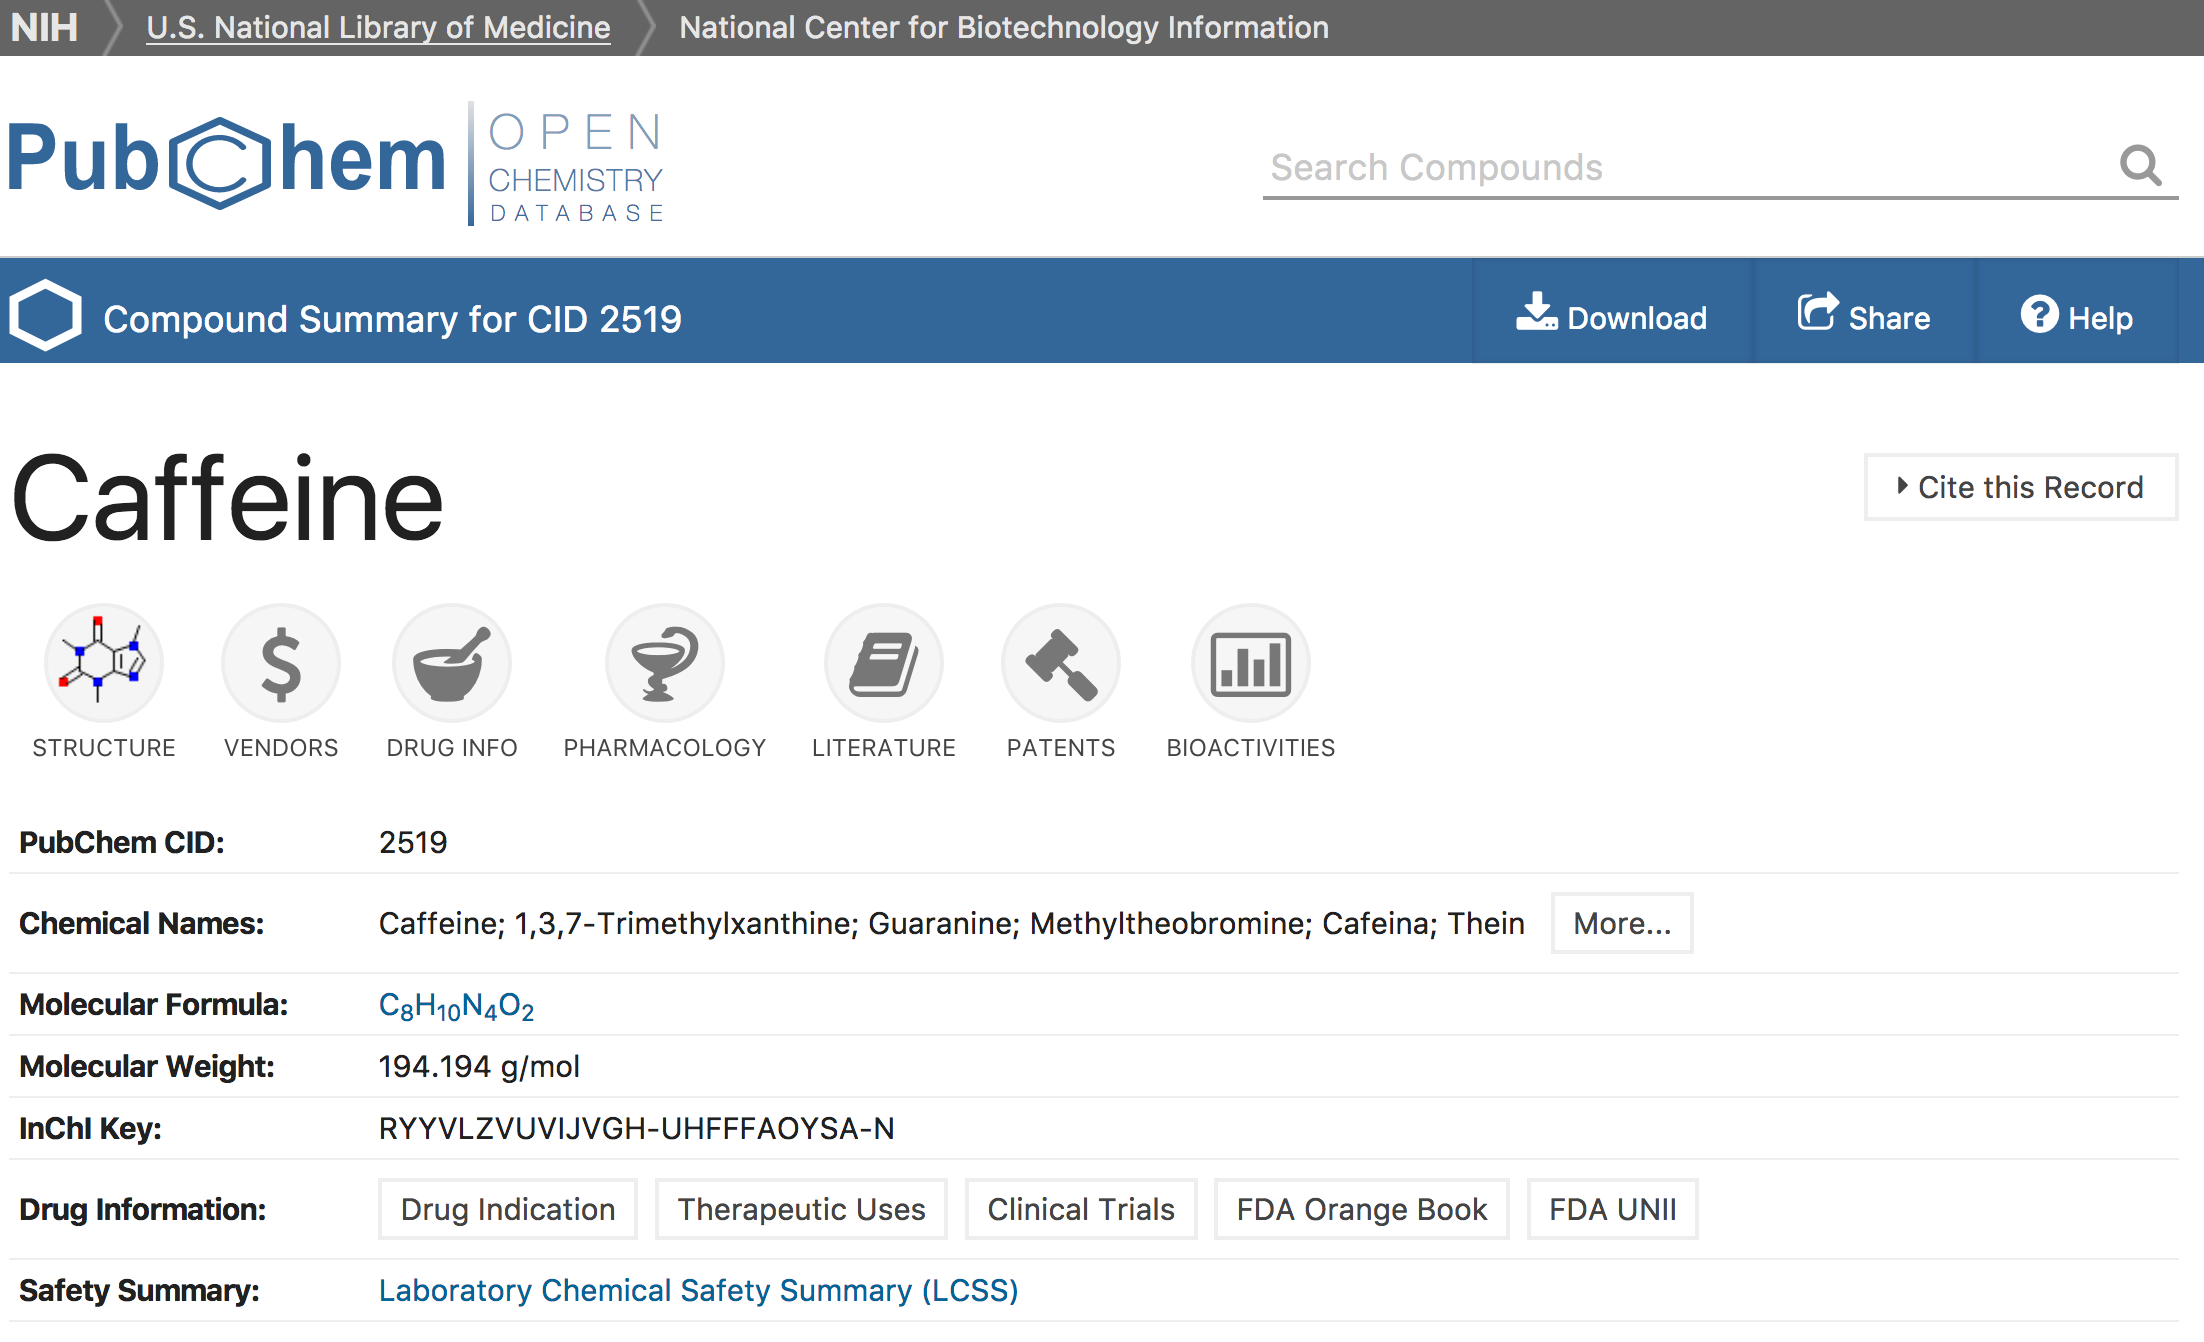 NIH U.S. National Library of Medicine National Center for Biotechnology Information
PubChem
OPEN
CHEMISTRY
DATABASE
Search Compounds
Compound Summary for CID 2519
Download Share Help
Caffeine
Cite this Record
STRUCTURE VENDORS DRUG INFO PHARMACOLOGY LITERATURE PATENTS BIOACTIVITIES
PubChem CID: 2519
Chemical Names: Caffeine; 1,3,7-Trimethylxanthine; Guaranine; Methyltheobromine; Cafeina; Thein More...
Molecular Formula: C₈H₁₀N₄O₂
Molecular Weight: 194.194 g/mol
InChI Key: RYYVLZVUVIJVGH-UHFFFAOYSA-N
Drug Information: Drug Indication Therapeutic Uses Clinical Trials FDA Orange Book FDA UNII
Safety Summary: Laboratory Chemical Safety Summary (LCSS)